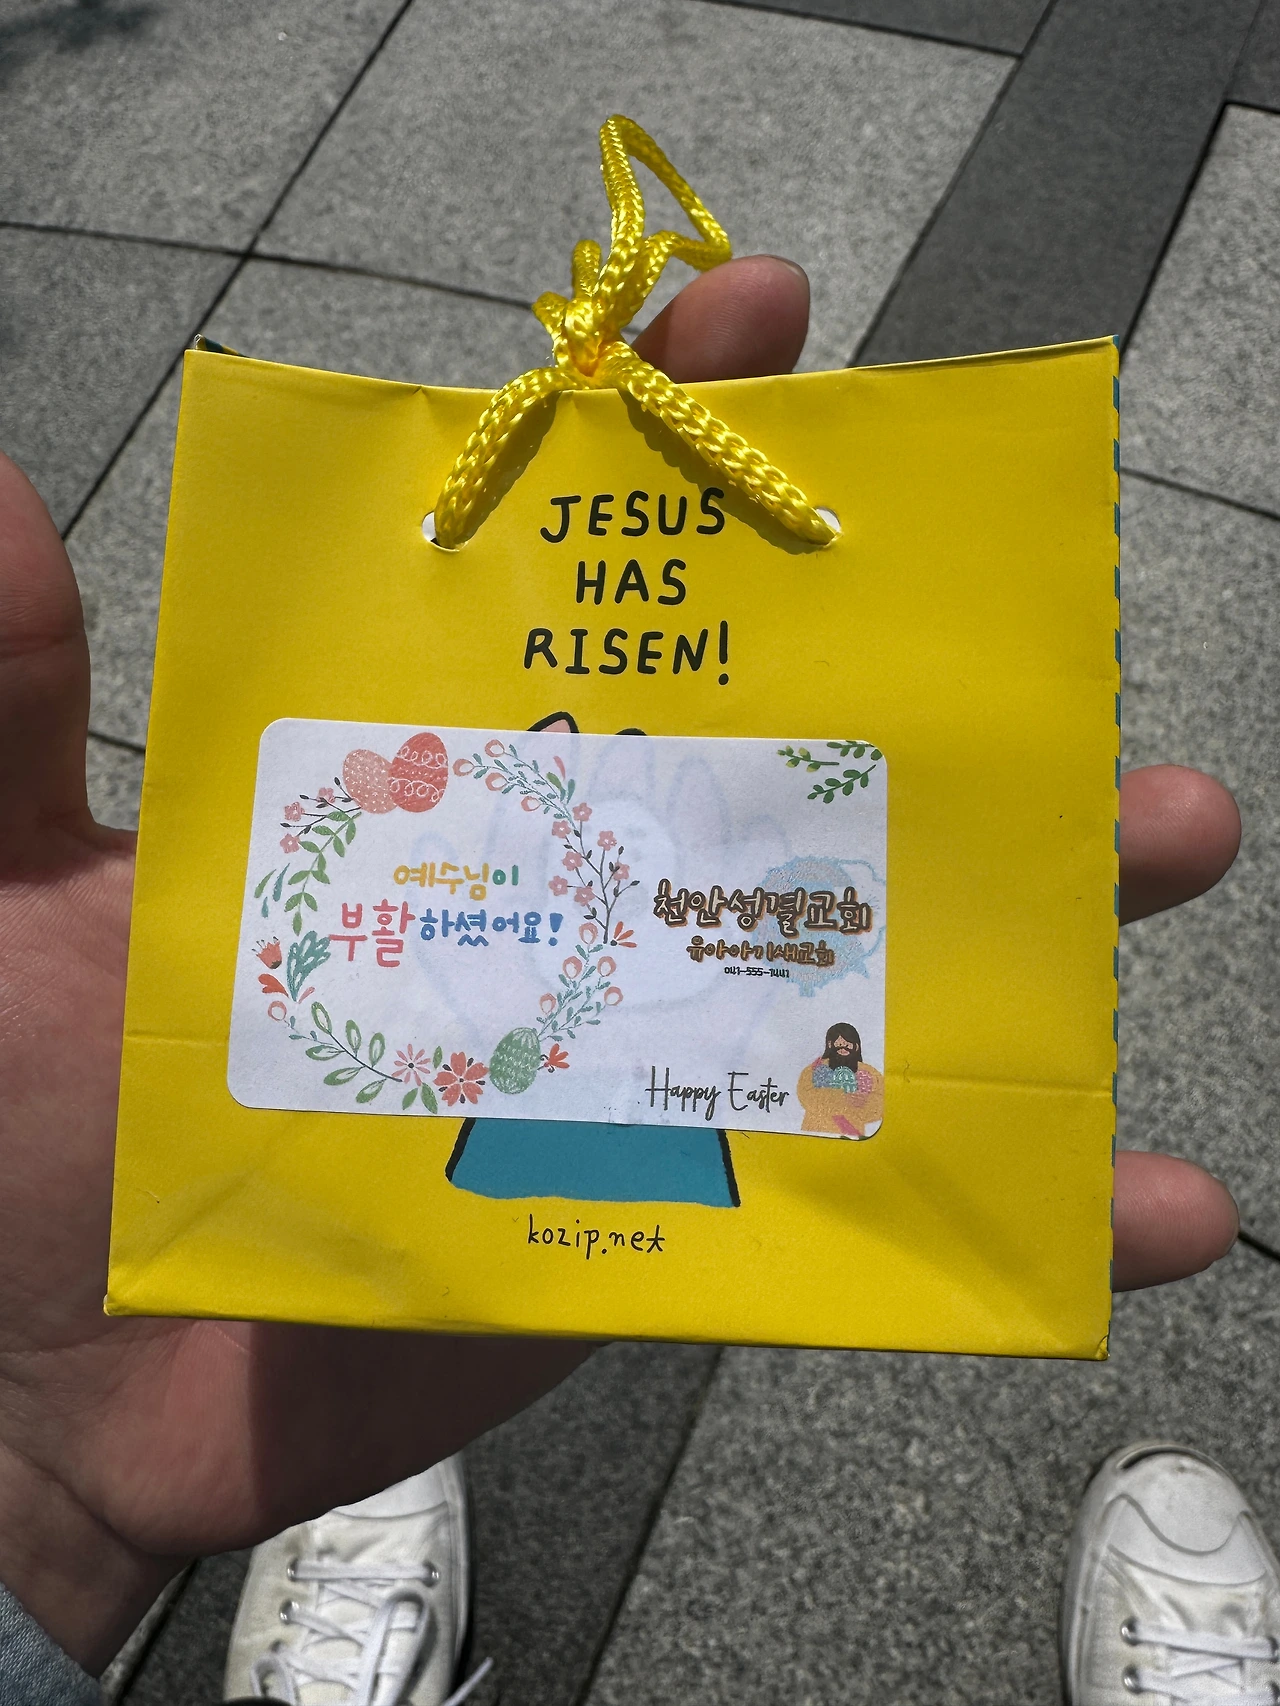 JESUS
HAS
RISEN!
예수님이
부활하셨어요!
천안성결교회
유아아기새교회
041-555-1441
Happy Easter
kozip.net